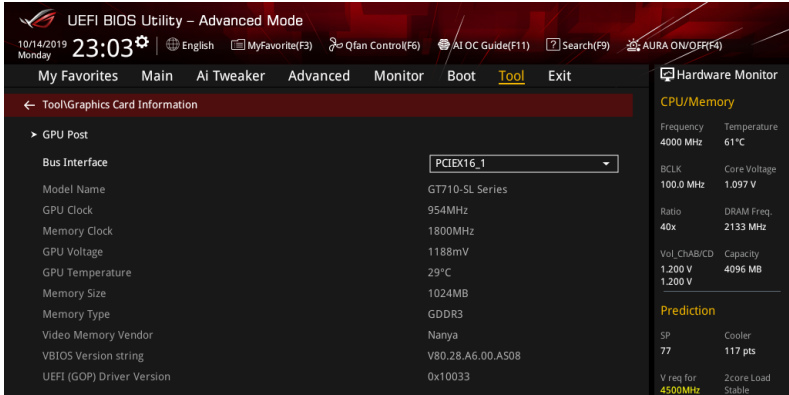 UEFI BIOS Utility – Advanced Mode
10/14/2019 Monday 23:03 English MyFavorite(F3) Qfan Control(F6) AI OC Guide(F11) Search(F9) AURA ON/OFF(F4)
My Favorites Main Ai Tweaker Advanced Monitor Boot Tool Exit
Tool\Graphics Card Information
GPU Post
Bus Interface PCIEX16_1
Model Name GT710-SL Series
GPU Clock 954MHz
Memory Clock 1800MHz
GPU Voltage 1188mV
GPU Temperature 29°C
Memory Size 1024MB
Memory Type GDDR3
Video Memory Vendor Nanya
VBIOS Version string V80.28.A6.00.AS08
UEFI (GOP) Driver Version 0x10033
Hardware Monitor
CPU/Memory
Frequency Temperature
4000 MHz 61°C
BCLK Core Voltage
100.0 MHz 1.097 V
Ratio DRAM Freq.
40x 2133 MHz
Vol_ChAB/CD Capacity
1.200 V 4096 MB
1.200 V
Prediction
SP Cooler
77 117 pts
V req for 2core Load
4500MHz Stable